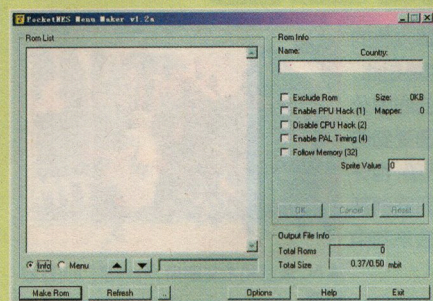 PocketNES Menu Maker v1.2a
Rom List
Info Menu
Make Rom Refresh .. Options Help Exit
Rom Info
Name: Country:
Exclude Rom Size: 0KB
Enable PPU Hack (1) Mapper: 0
Disable CPU Hack (2)
Enable PAL Timing (4)
Follow Memory (32)
Sprite Value 0
OK Cancel Reset
Output File Info
Total Roms 0
Total Size 0.37/0.50 mbit